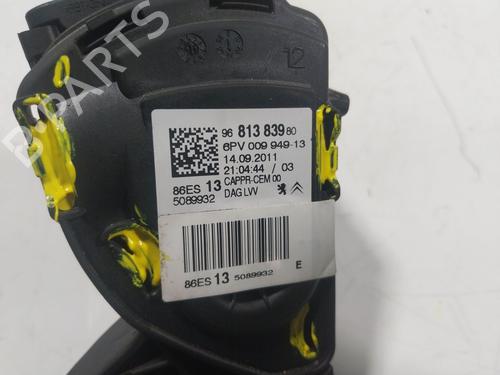 12
96 813 839 80
6PV 009 949-13
14.09.2011
21:04:44 / 03
86ES 13 CAPPR-CEM 00
5089932 DAG LVV
86ES 13 5089932 E
B-PARTS